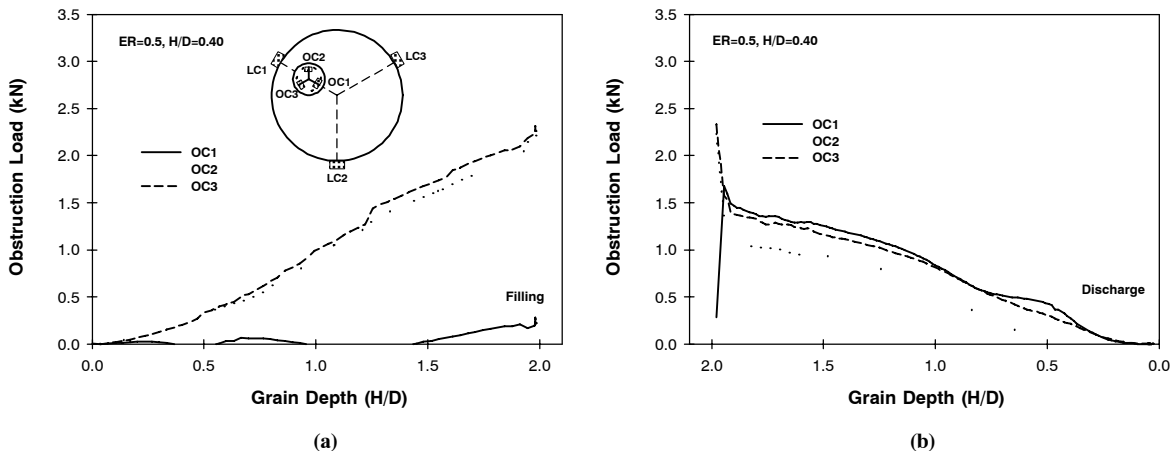 (a)
ER=0.5, H/D=0.40
OC2
LC1
LC3
OC1
OC3
LC2
OC1
OC2
OC3
Filling
Obstruction Load (kN)
4.0
3.5
3.0
2.5
2.0
1.5
1.0
0.5
0.0
0.0
0.5
1.0
1.5
2.0
Grain Depth (H/D)
(a)
(b)
ER=0.5, H/D=0.40
OC1
OC2
OC3
Discharge
Obstruction Load (kN)
4.0
3.5
3.0
2.5
2.0
1.5
1.0
0.5
0.0
2.0
1.5
1.0
0.5
0.0
Grain Depth (H/D)
(b)